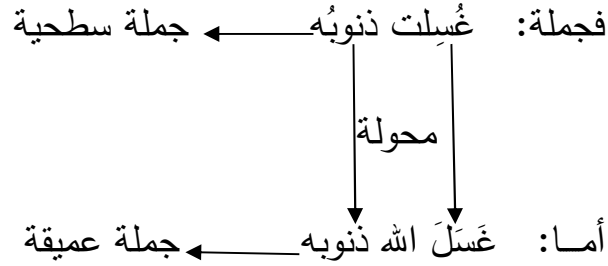 فجملة: غُسِلت ذنوبُه جملة سطحية
محولة
أمـا: غَسَلَ الله ذنوبه جملة عميقة